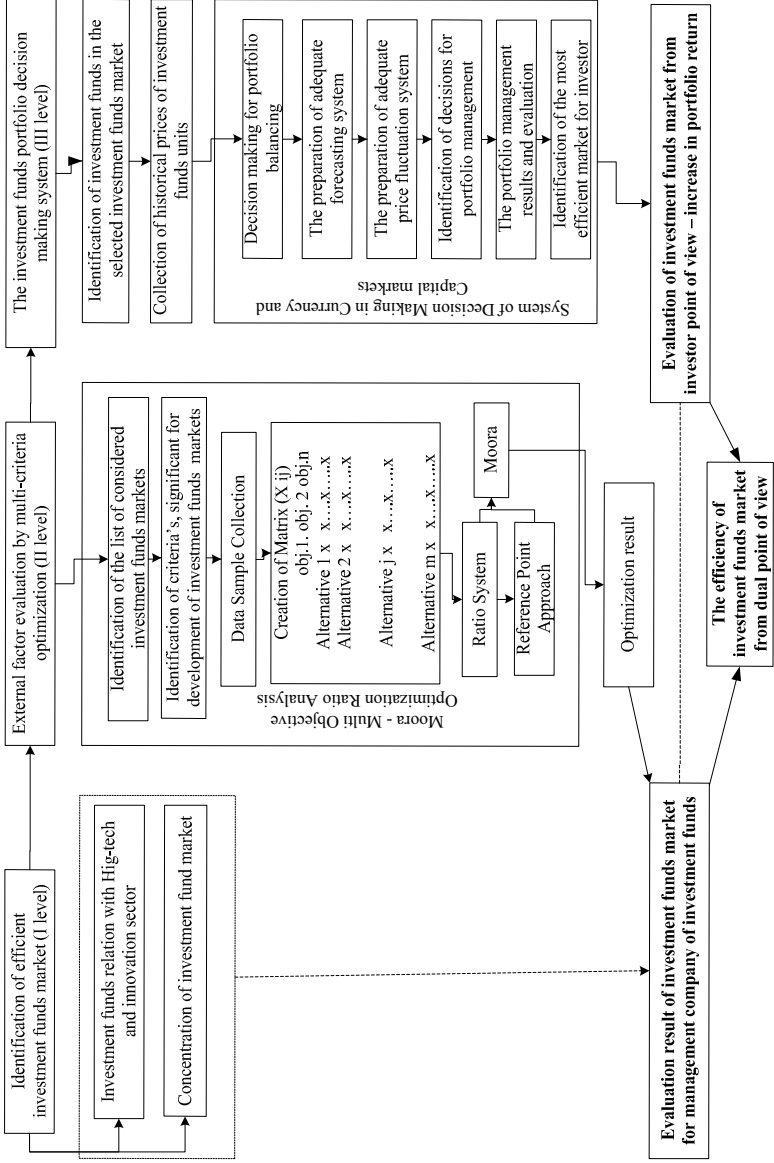 Identification of efficient
investment funds market (I level)
Investment funds relation with Hig-tech
and innovation sector
Concentration of investment fund market
External factor evaluation by multi-criteria
optimization (II level)
Moora - Multi Objective
Optimization Ratio Analysis
Identification of the list of considered
investment funds markets
Identification of criteria's, significant for
development of investment funds markets
Data Sample Collection
Creation of Matrix (X ij)
obj.1. obj. 2 obj.n
Alternative 1 x x….x…..x
Alternative 2 x x….x…..x
Alternative j x x….x…..x
Alternative m x x….x…..x
Ratio System
Reference Point
Approach
Moora
Optimization result
The investment funds portfolio decision
making system (III level)
Identification of investment funds in the
selected investment funds market
Collection of historical prices of investment
funds units
System of Decision Making in Currency and
Capital markets
Decision making for portfolio
balancing
The preparation of adequate
forecasting system
The preparation of adequate
price fluctuation system
Identification of decisions for
portfolio management
The portfolio management
results and evaluation
Identification of the most
efficient market for investor
Evaluation result of investment funds market
for management company of investment funds
Evaluation of investment funds market from
investor point of view – increase in portfolio return
The efficiency of
investment funds market
from dual point of view